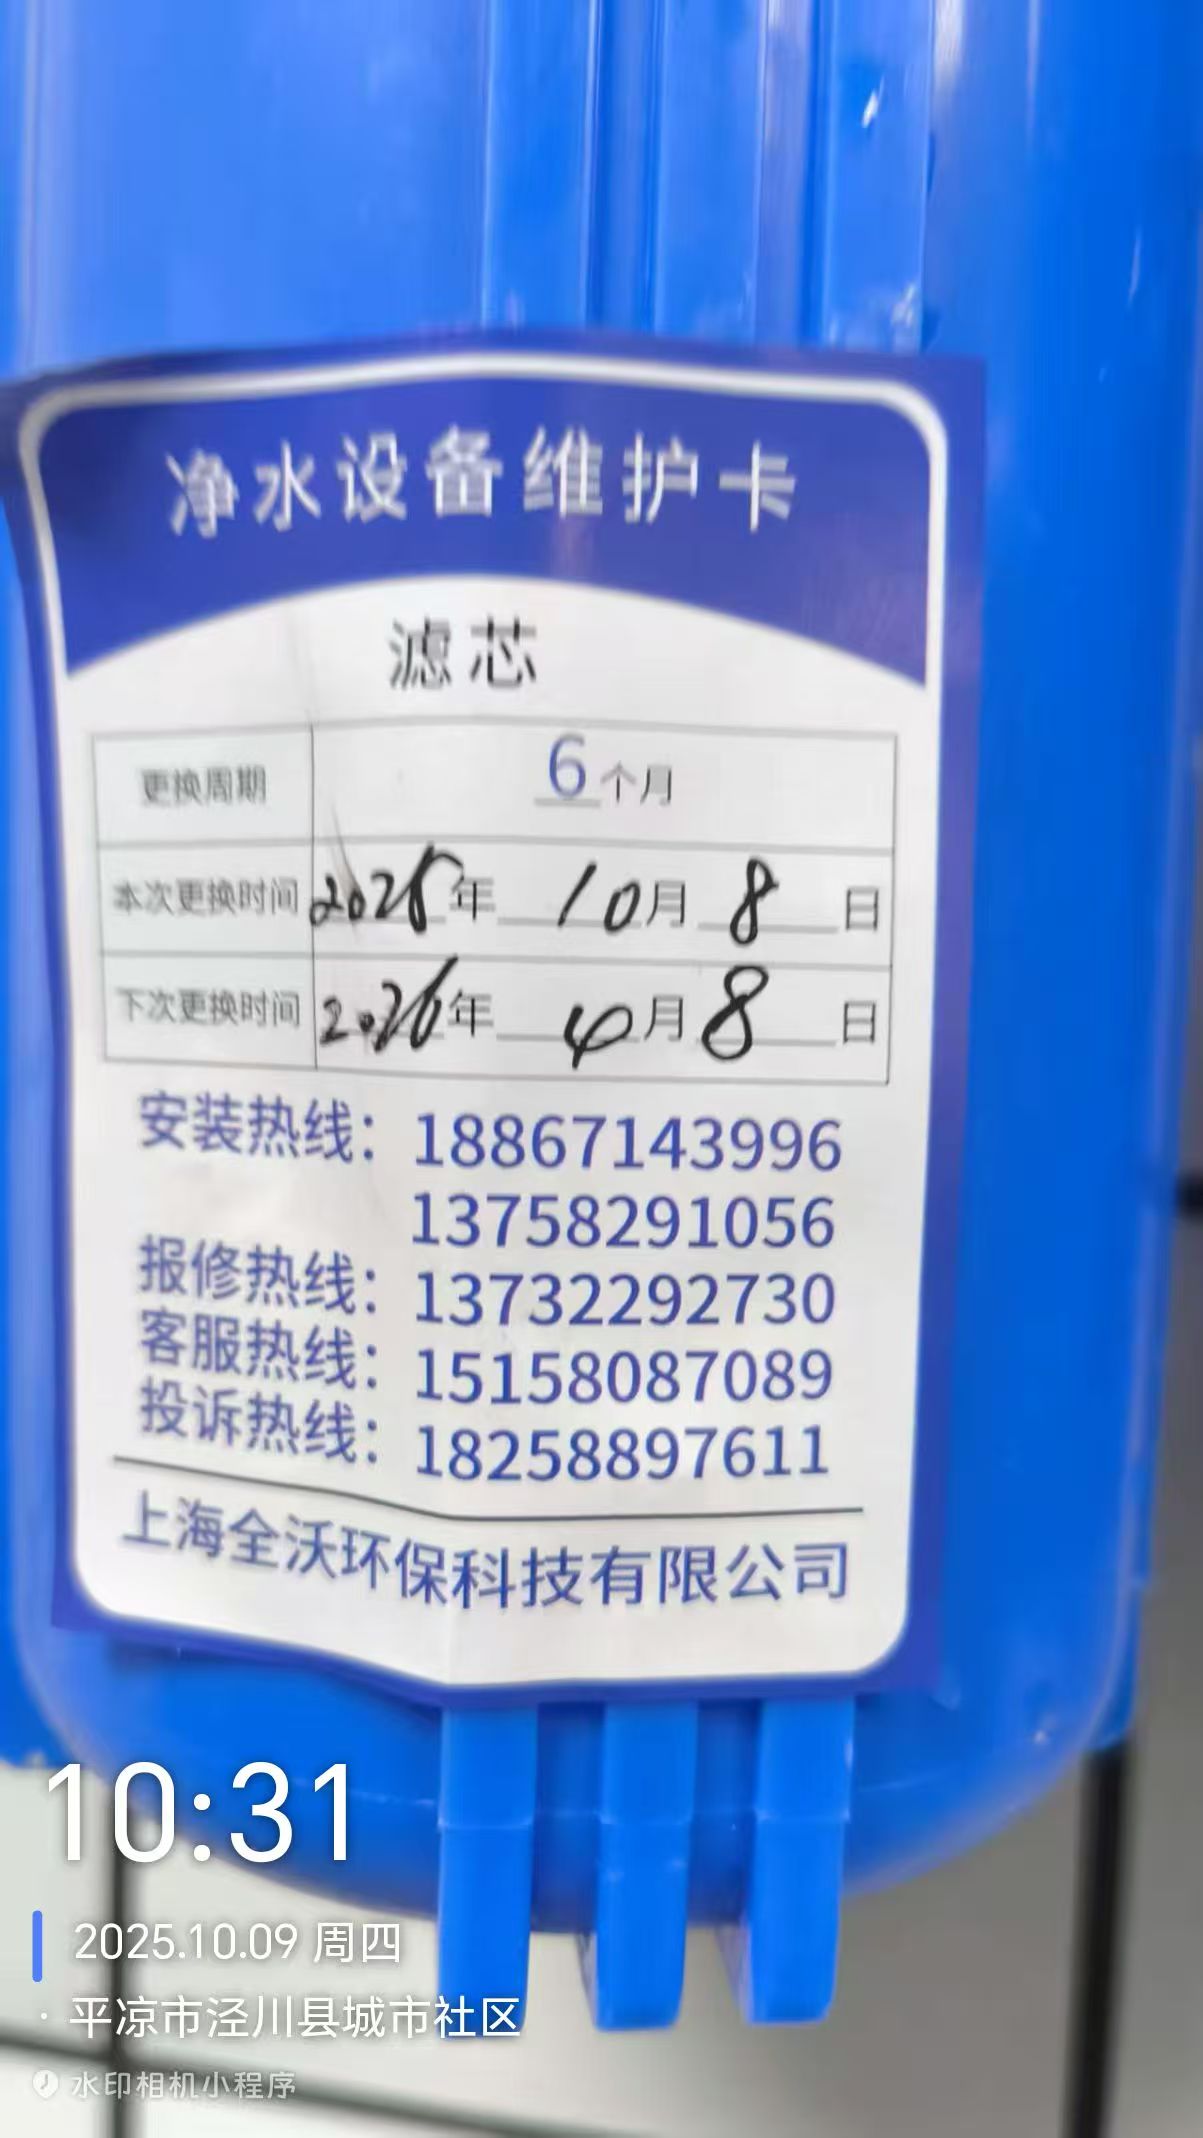 净水设备维护卡
滤芯
更换周期 6个月
本次更换时间 2025年 10月 8日
下次更换时间 2026年 4月 8日
安装热线：18867143996
13758291056
报修热线：13732292730
客服热线：15158087089
投诉热线：18258897611
上海全沃环保科技有限公司
10:31
2025.10.09 周四
· 平凉市泾川县城市社区
水印相机小程序